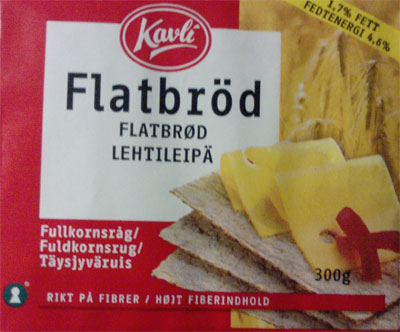 Kavli
1,7% FETT
FEDTENERGI 4,6%
Flatbröd
FLATBRØD
LEHTILEIPÄ
Fullkornsråg/
Fuldkornsrug/
Täysjyväruis
300g
RIKT PÅ FIBRER / HØJT FIBERINDHOLD